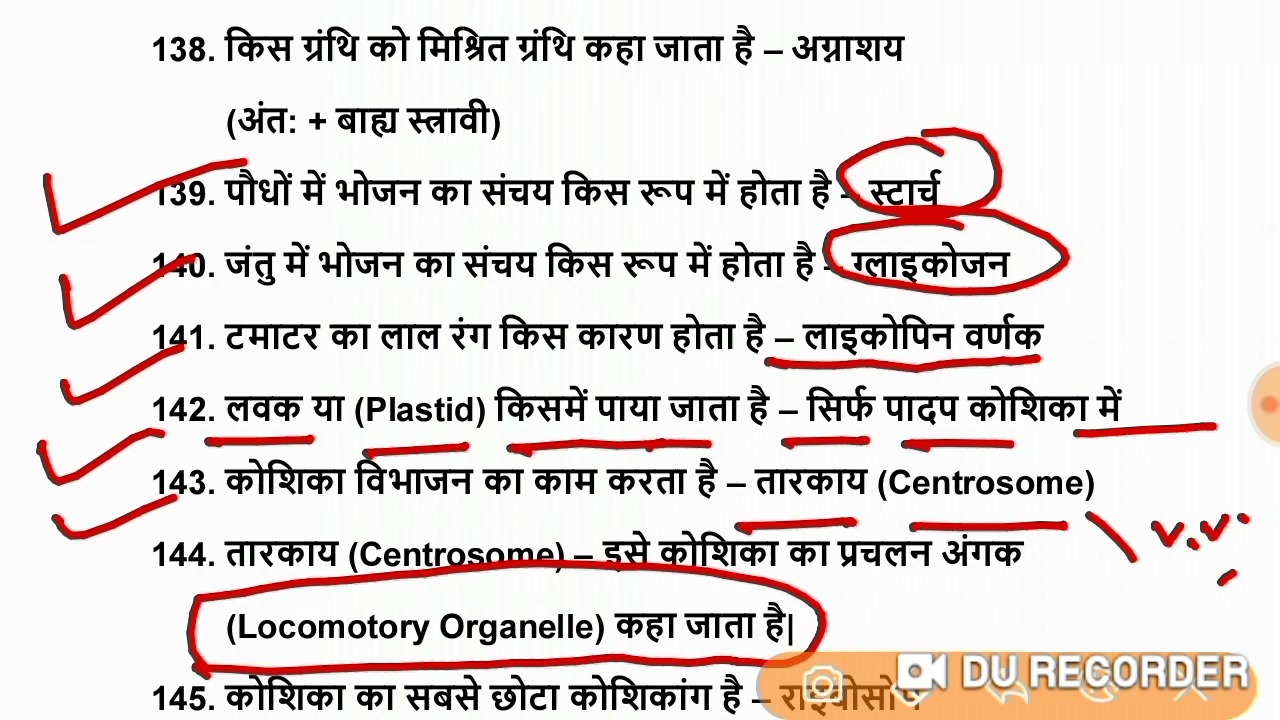 138. किस ग्रंथि को मिश्रित ग्रंथि कहा जाता है – अग्नाशय
(अंत: + बाह्य स्त्रावी)
139. पौधों में भोजन का संचय किस रूप में होता है – स्टार्च
140. जंतु में भोजन का संचय किस रूप में होता है – ग्लाइकोजन
141. टमाटर का लाल रंग किस कारण होता है – लाइकोपिन वर्णक
142. लवक या (Plastid) किसमें पाया जाता है – सिर्फ पादप कोशिका में
143. कोशिका विभाजन का काम करता है – तारकाय (Centrosome)
v.v.
144. तारकाय (Centrosome) – इसे कोशिका का प्रचलन अंगक
(Locomotory Organelle) कहा जाता है|
145. कोशिका का सबसे छोटा कोशिकांग है –
DU RECORDER